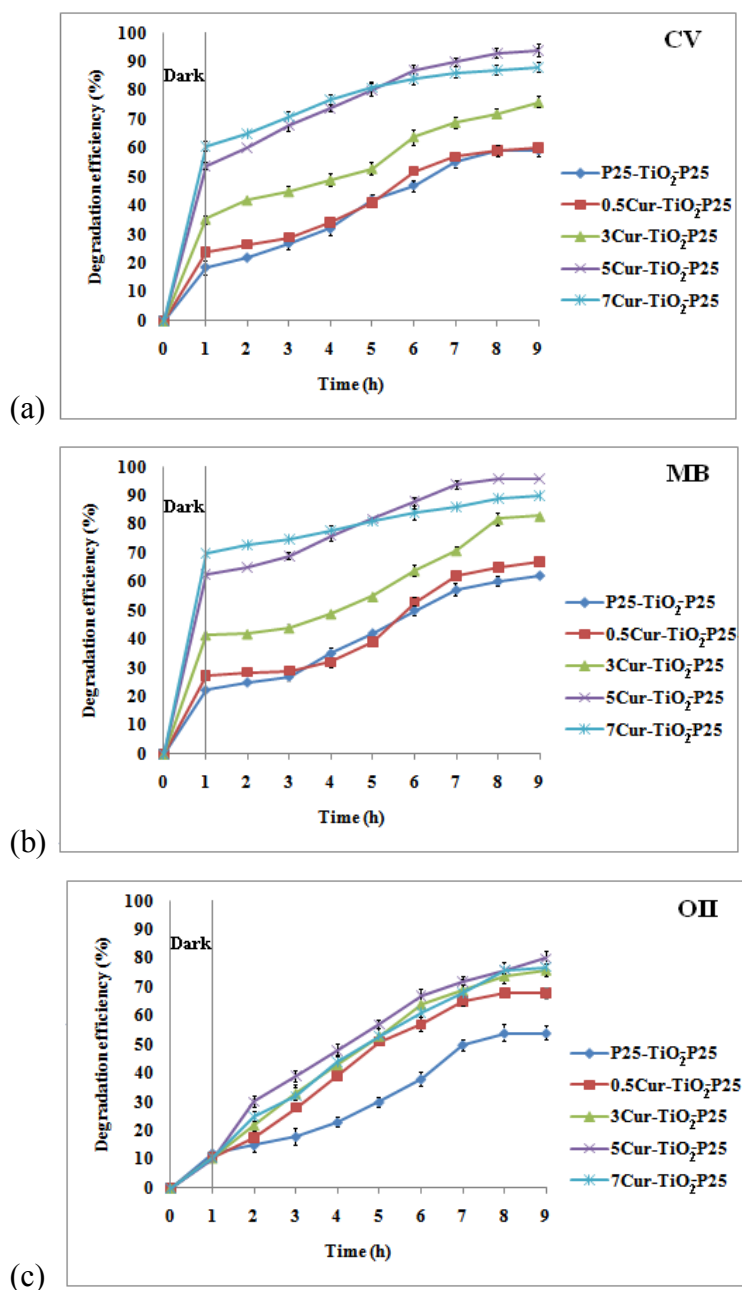 (a)
CV
Degradation efficiency (%)
100
90
80
70
60
50
40
30
20
10
0
Dark
0 1 2 3 4 5 6 7 8 9
Time (h)
P25-TiO2-P25
0.5Cur-TiO2-P25
3Cur-TiO2-P25
5Cur-TiO2-P25
7Cur-TiO2-P25
(b)
MB
Degradation efficiency (%)
100
90
80
70
60
50
40
30
20
10
0
Dark
0 1 2 3 4 5 6 7 8 9
Time (h)
P25-TiO2-P25
0.5Cur-TiO2-P25
3Cur-TiO2-P25
5Cur-TiO2-P25
7Cur-TiO2-P25
(c)
OII
Degradation efficiency (%)
100
90
80
70
60
50
40
30
20
10
0
Dark
0 1 2 3 4 5 6 7 8 9
Time (h)
P25-TiO2-P25
0.5Cur-TiO2-P25
3Cur-TiO2-P25
5Cur-TiO2-P25
7Cur-TiO2-P25